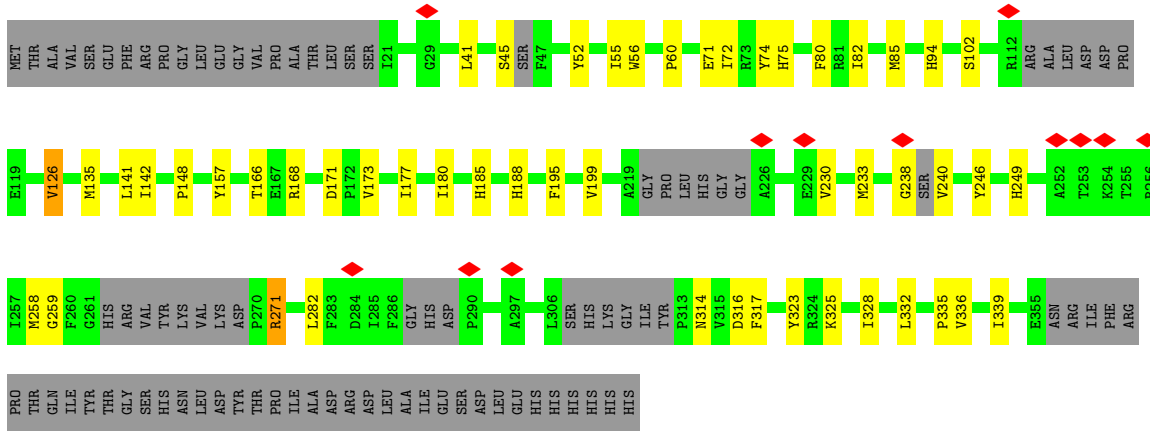 MET THR ALA VAL SER GLU PHE ARG PRO GLY LEU GLU GLY VAL PRO ALA THR LEU SER SER I21 G29 L41 S45 SER F47 Y52 I55 W56 P60 E71 I72 R73 Y74 H75 F80 R81 I82 M85 H94 S102 R112 ARG ALA LEU ASP ASP PRO
E119 V126 M135 L141 I142 P148 Y157 T166 E167 R168 D171 P172 V173 I177 I180 H185 H188 F195 V199 A219 GLY PRO LEU HIS GLY GLY A226 E229 V230 M233 G238 SER V240 Y246 H249 A252 T253 K254 T255 P256
I257 M258 G259 F260 G261 HIS ARG VAL TYR LYS VAL LYS ASP P270 R271 L282 F283 D284 I285 F286 GLY HIS ASP P290 A297 L306 SER HIS LYS GLY ILE TYR P313 N314 V315 D316 F317 Y323 R324 K325 I328 L332 P335 V336 I339 E355 ASN ARG ILE PHE ARG
PRO THR GLN ILE TYR THR GLY SER HIS ASN LEU ASP TYR THR PRO ILE ALA ASP ARG ASP LEU ALA ILE GLU SER ASP LEU GLU HIS HIS HIS HIS HIS HIS